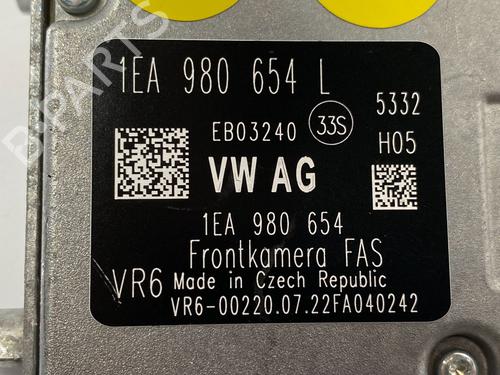 1EA 980 654 L
5332
EB03240 33S
H05
VW AG
1EA 980 654
Frontkamera FAS
VR6 Made in Czech Republic
VR6-00220.07.22FA040242